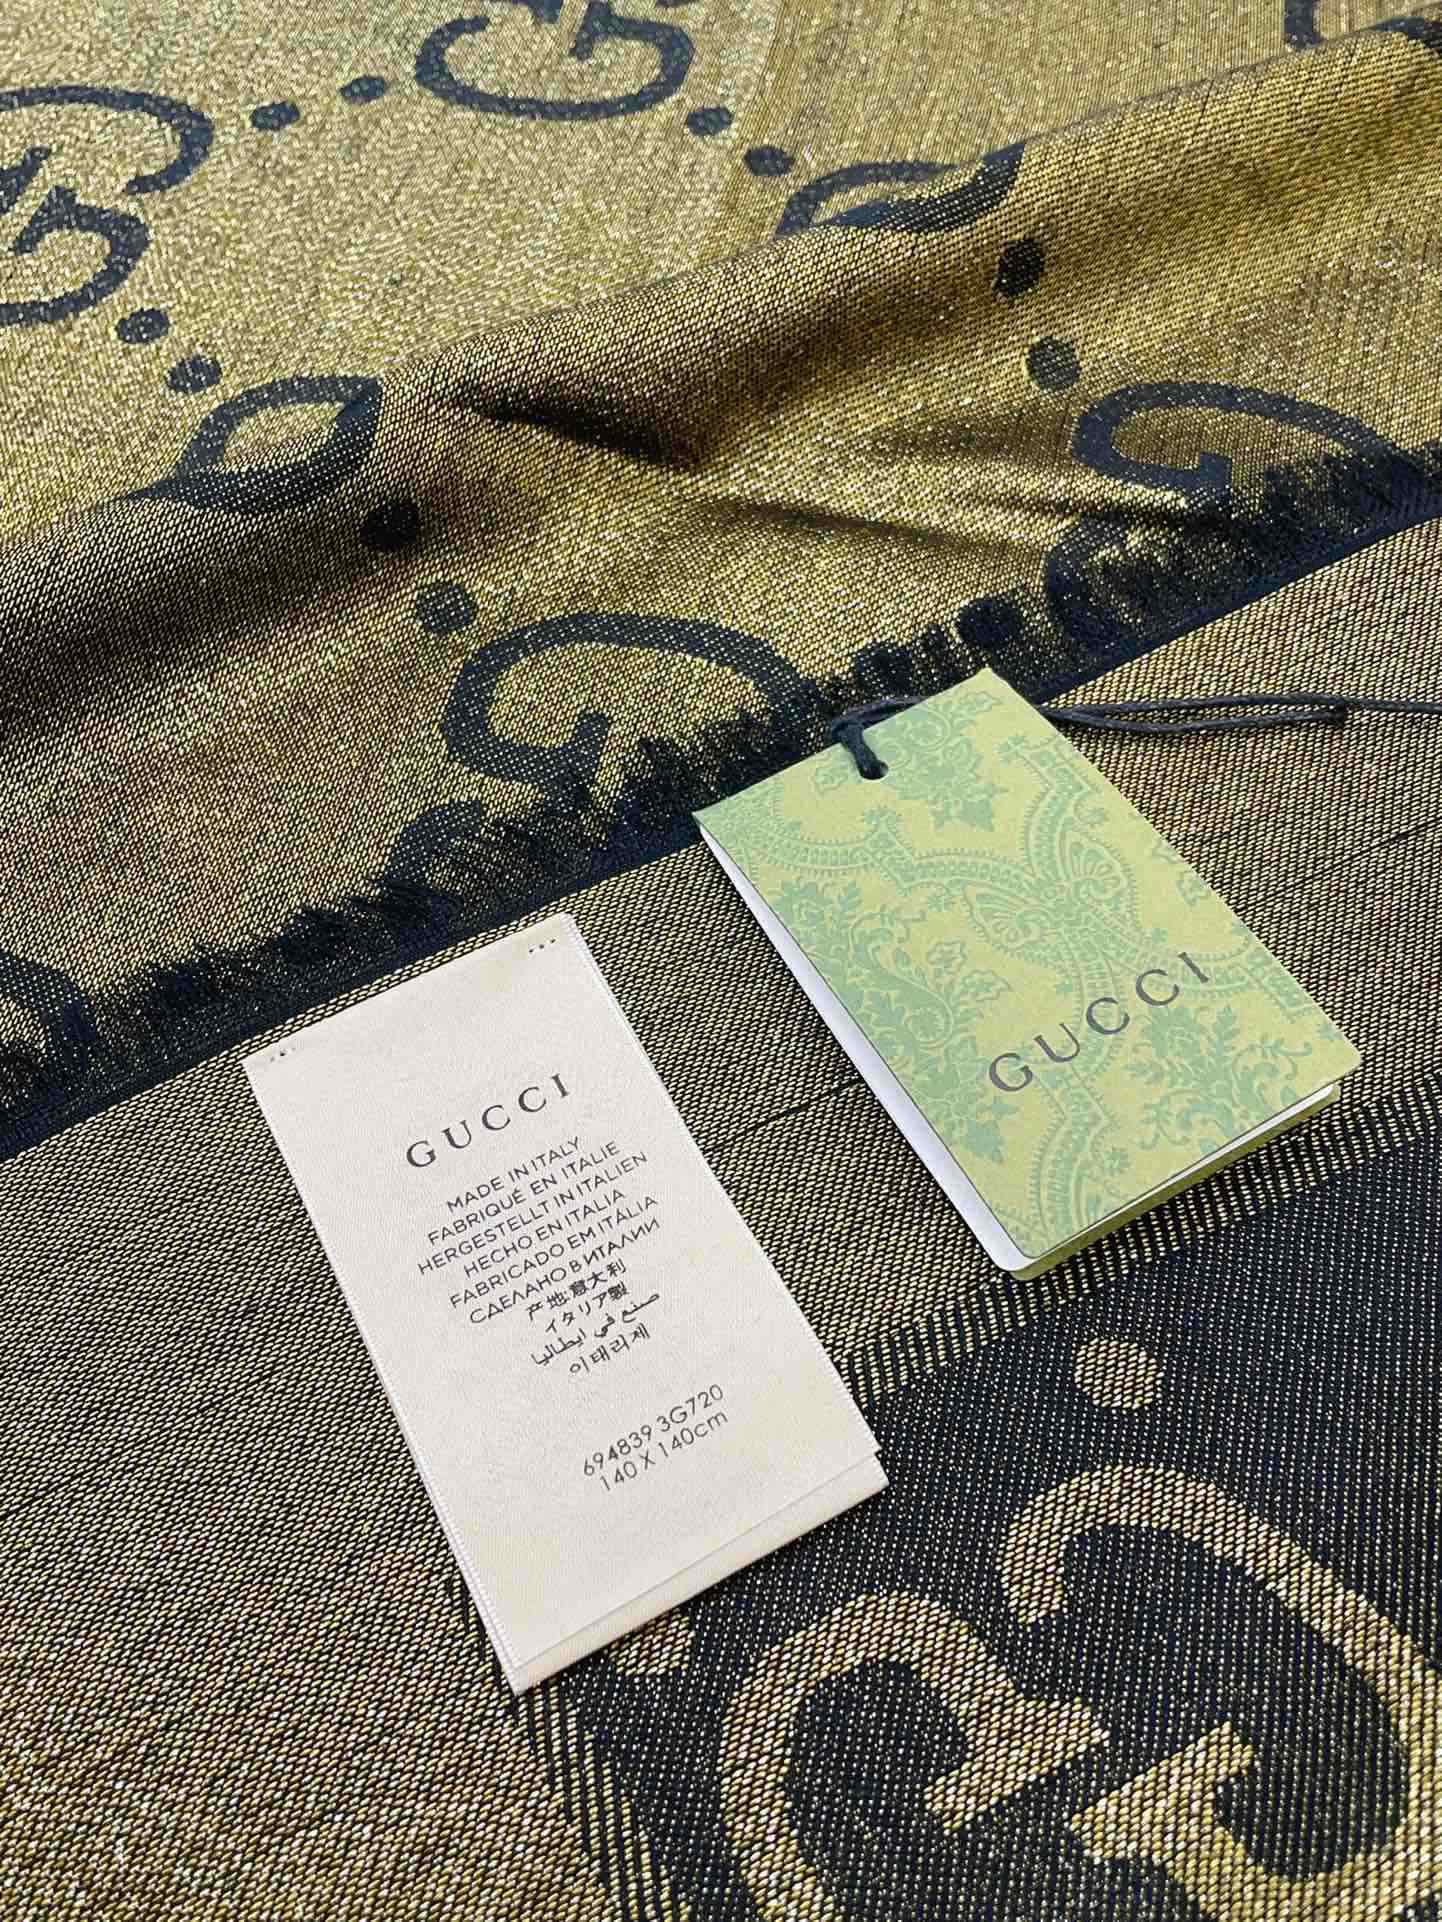 GUCCI
MADE IN ITALY
FABRIQUÉ EN ITALIE
HERGESTELLT IN ITALIEN
HECHO EN ITALIA
FABRICADO EM ITÁLIA
СДЕЛАНО В ИТАЛИИ
产地:意大利
イタリア製
صنع في ايطاليا
이태리제
694839 3G720
140 X 140cm
GUCCI